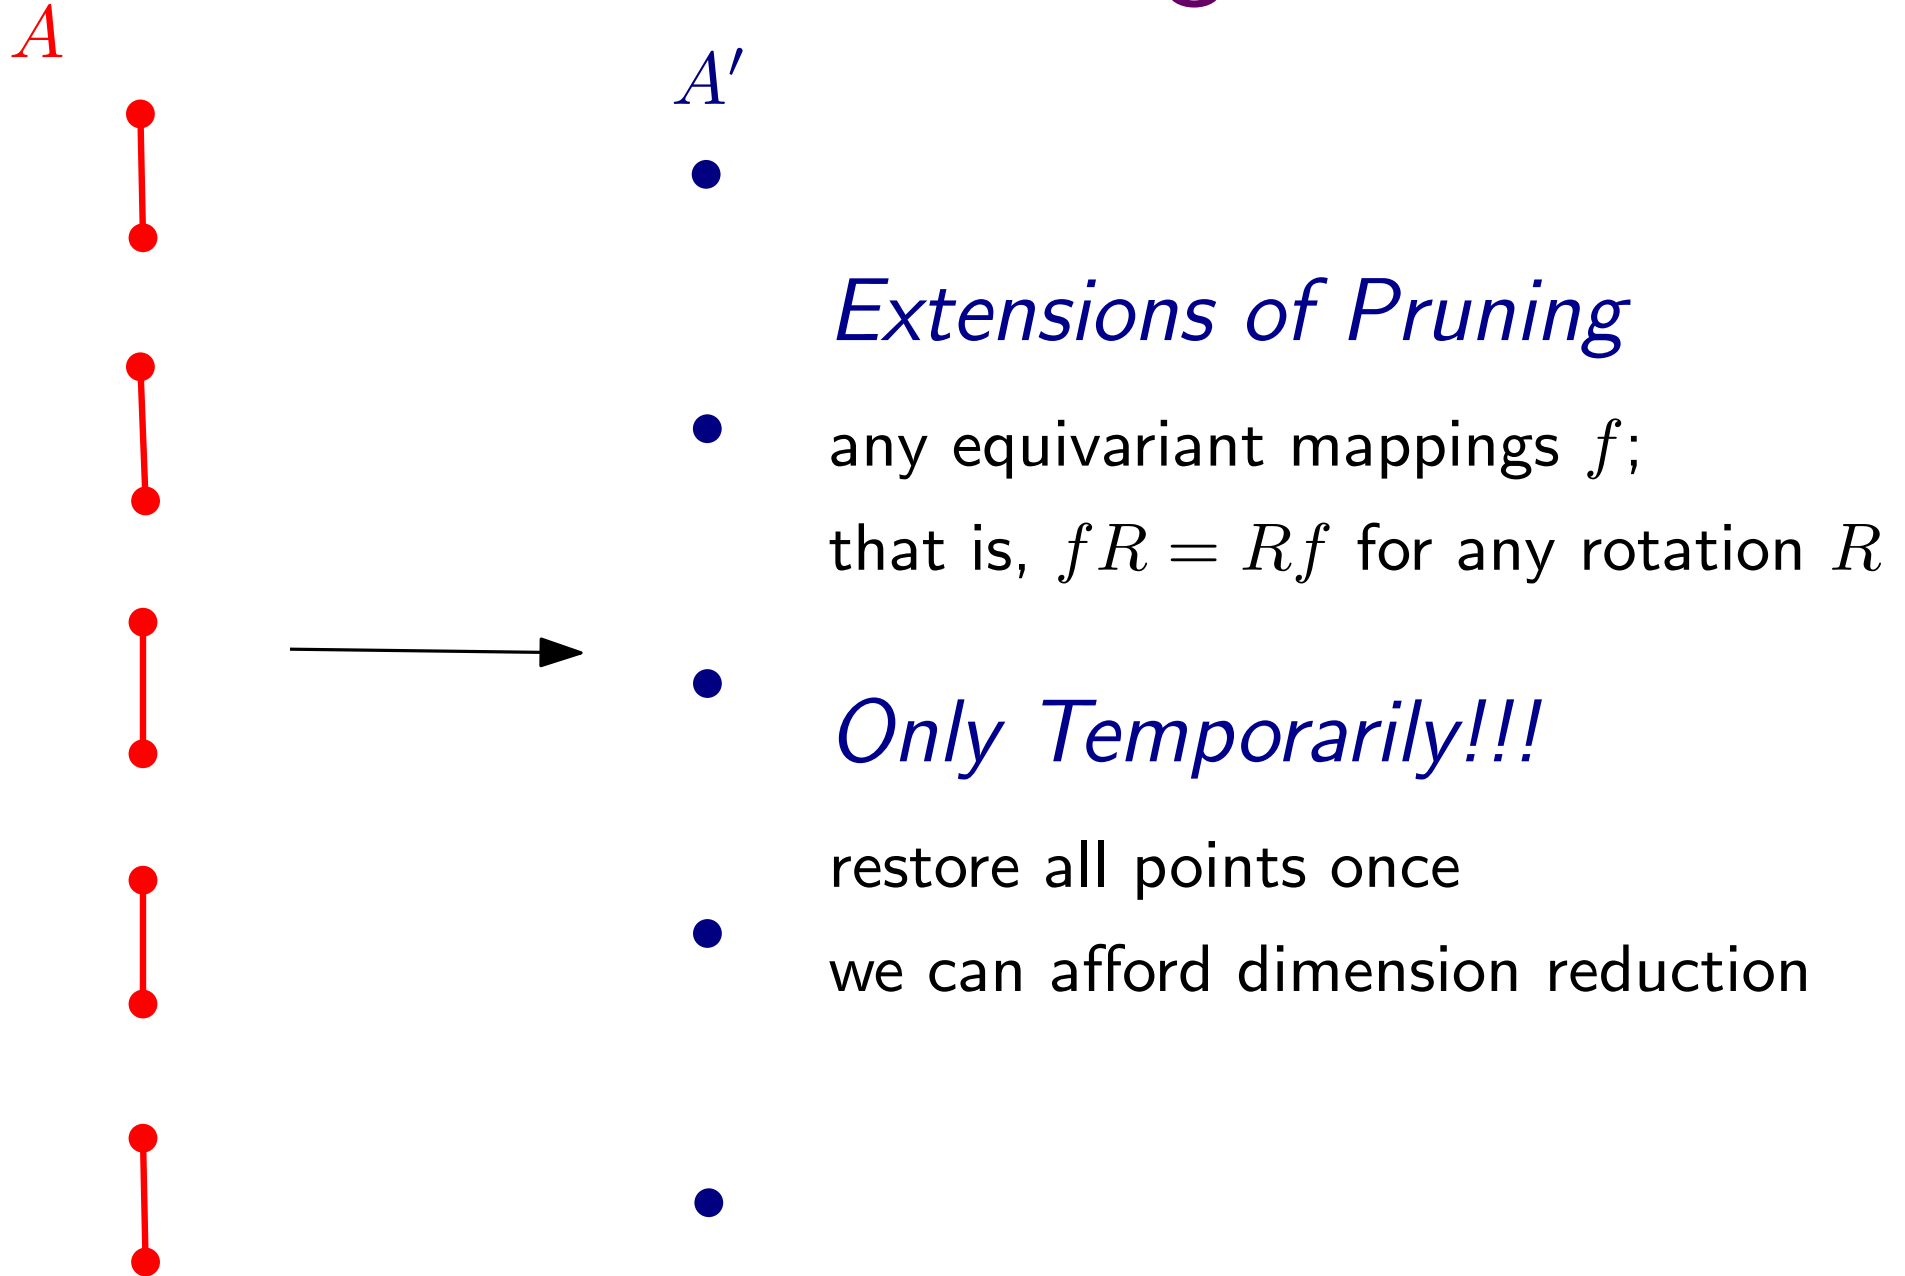 A
A′
Extensions of Pruning
any equivariant mappings f;
that is, fR = Rf for any rotation R
Only Temporarily!!!
restore all points once
we can afford dimension reduction